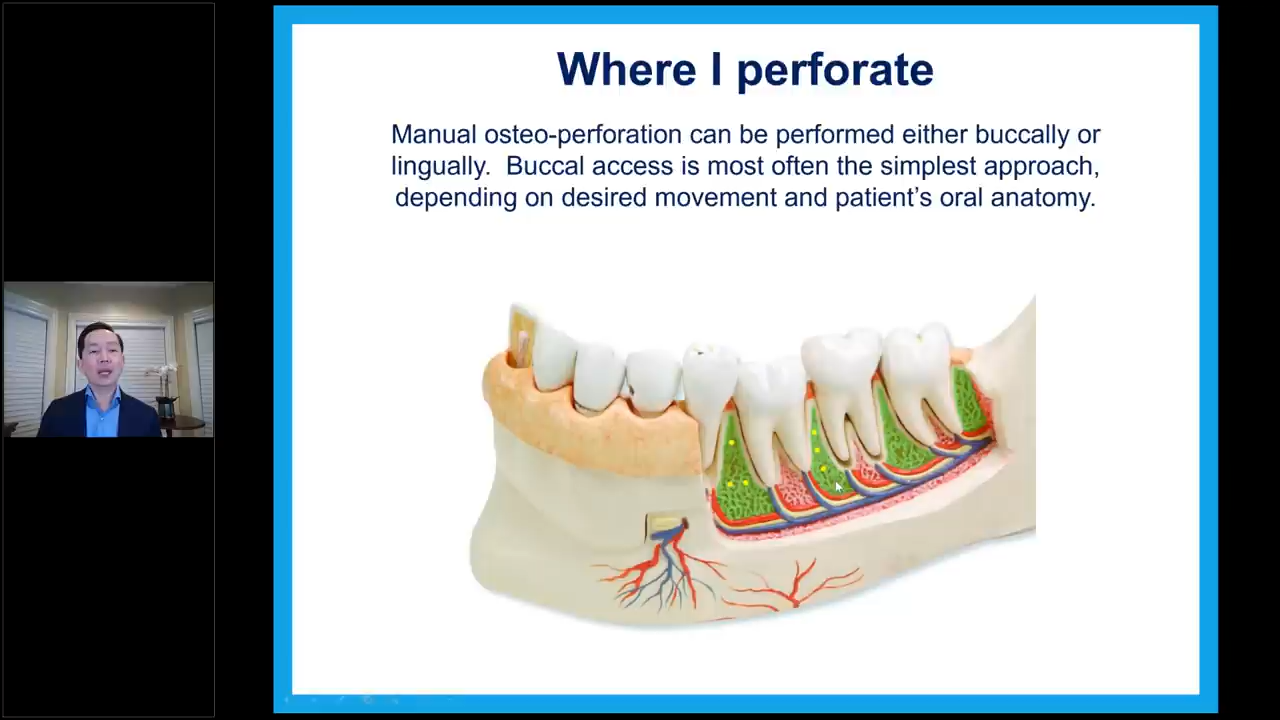 Where I perforate
Manual osteo-perforation can be performed either buccally or
lingually.  Buccal access is most often the simplest approach,
depending on desired movement and patient’s oral anatomy.